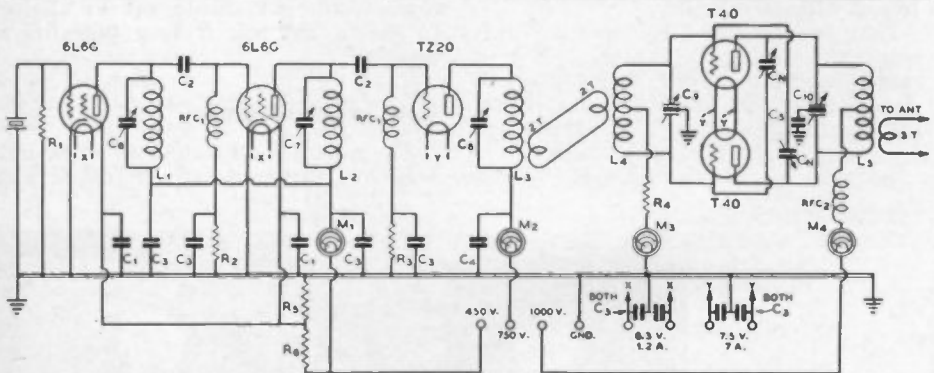 6L6G
6L6G
TZ20
T40
T40
C2
C2
R1
X
C6
L1
RFC1
X
C7
L2
RFC1
Y
C8
L3
2T
2T
L4
C9
Y
Y
CN
C3
CN
C10
L5
TO ANT
3T
RFC2
C1
C3
C3
R2
C1
M1
C3
R3
C3
C4
M2
R4
M3
M4
R5
R6
450 V.
750 V.
1000 V.
GND.
BOTH C3
X
X
6.3 V.
1.2 A.
Y
Y
7.5 V.
7 A.
BOTH C3